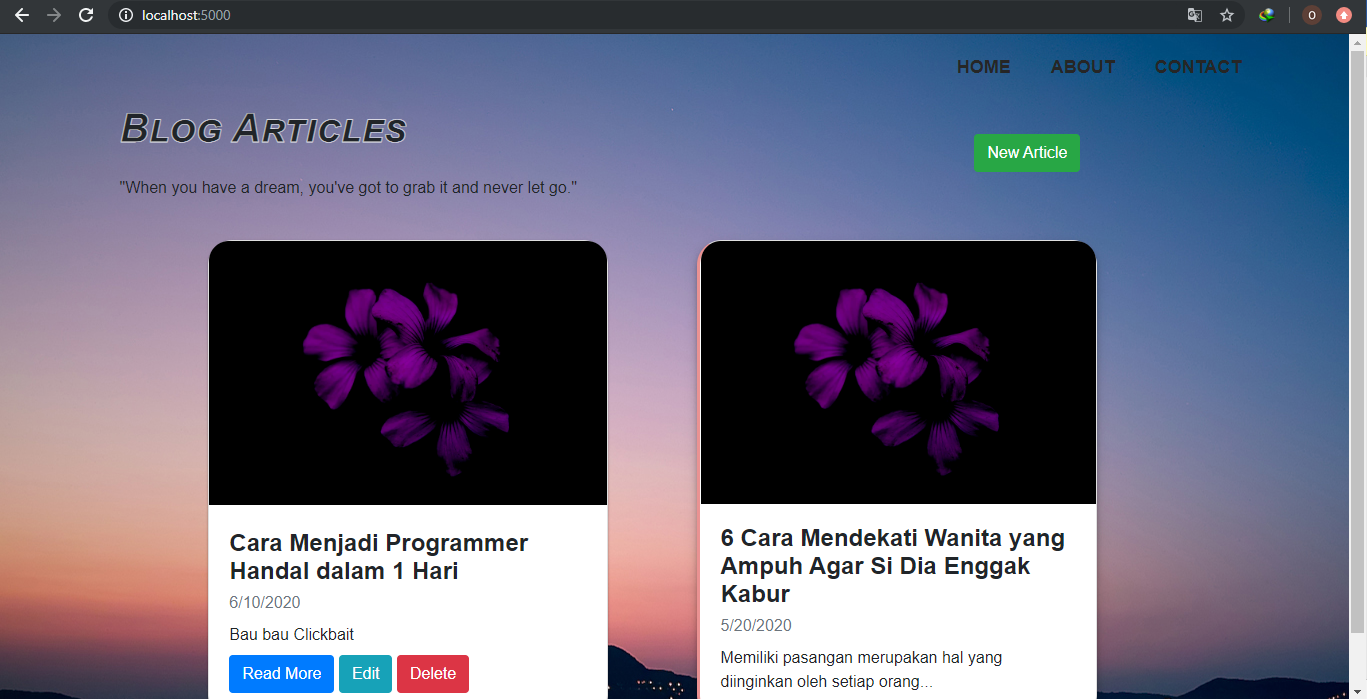 localhost:5000
O
HOME ABOUT CONTACT
Blog Articles
New Article
"When you have a dream, you've got to grab it and never let go."
Cara Menjadi Programmer
Handal dalam 1 Hari
6/10/2020
Bau bau Clickbait
Read More Edit Delete
6 Cara Mendekati Wanita yang
Ampuh Agar Si Dia Enggak
Kabur
5/20/2020
Memiliki pasangan merupakan hal yang
diinginkan oleh setiap orang...